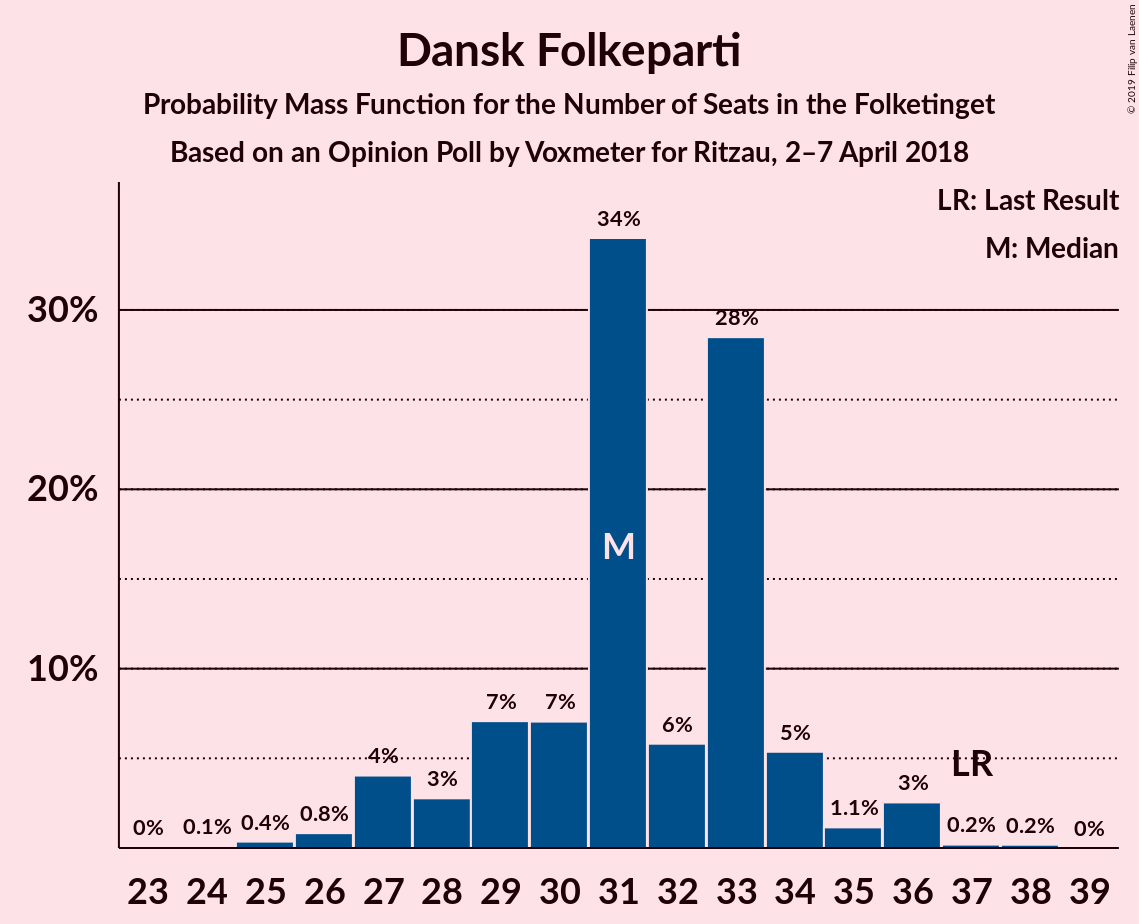 Dansk Folkeparti
Probability Mass Function for the Number of Seats in the Folketinget
Based on an Opinion Poll by Voxmeter for Ritzau, 2–7 April 2018
© 2019 Filip van Laenen
LR: Last Result
M: Median
34%
30%
28%
20%
M
10%
7% 7%
6%
5%
4%
LR
3%
3%
1.1%
0.8%
0% 0.1% 0.4% 0.2% 0.2% 0%
23 24 25 26 27 28 29 30 31 32 33 34 35 36 37 38 39